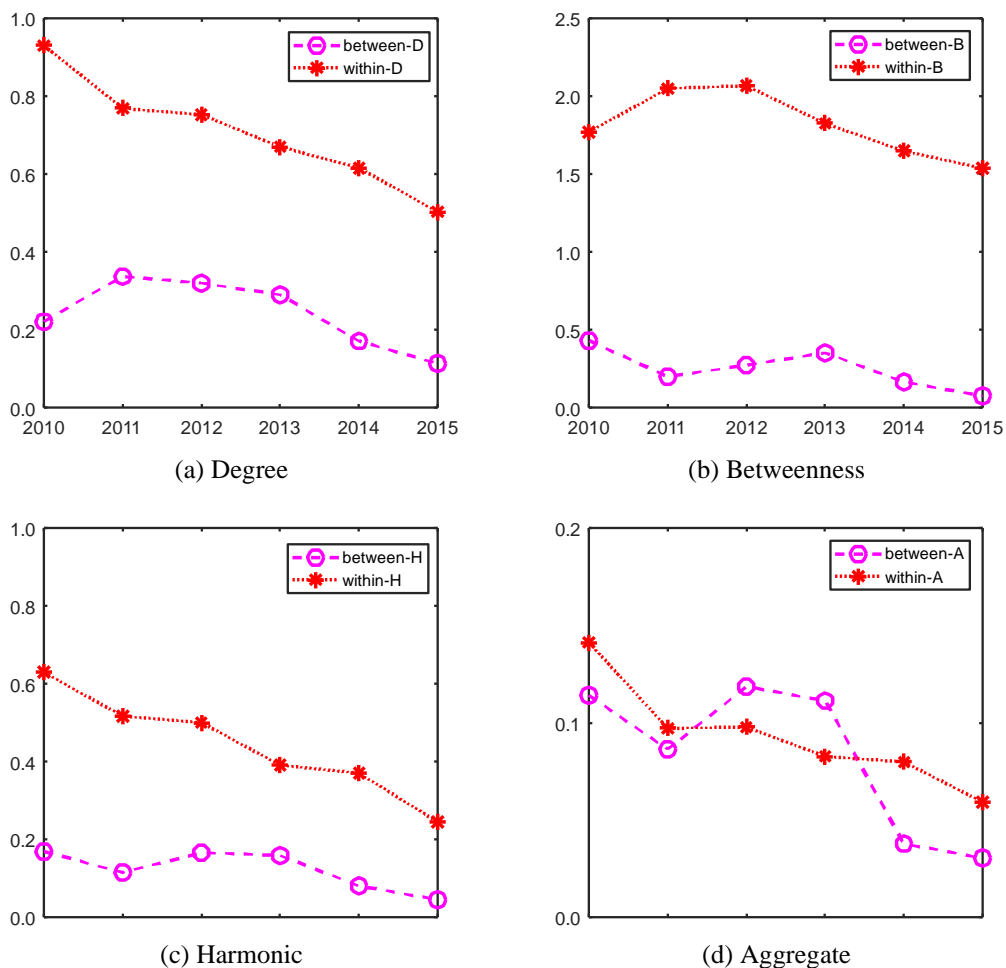 1.0
0.8
0.6
0.4
0.2
0.0
2010 2011 2012 2013 2014 2015
between-D
within-D
(a) Degree
2.5
2.0
1.5
1.0
0.5
0.0
2010 2011 2012 2013 2014 2015
between-B
within-B
(b) Betweenness
1.0
0.8
0.6
0.4
0.2
0.0
between-H
within-H
(c) Harmonic
0.2
0.1
0.0
between-A
within-A
(d) Aggregate